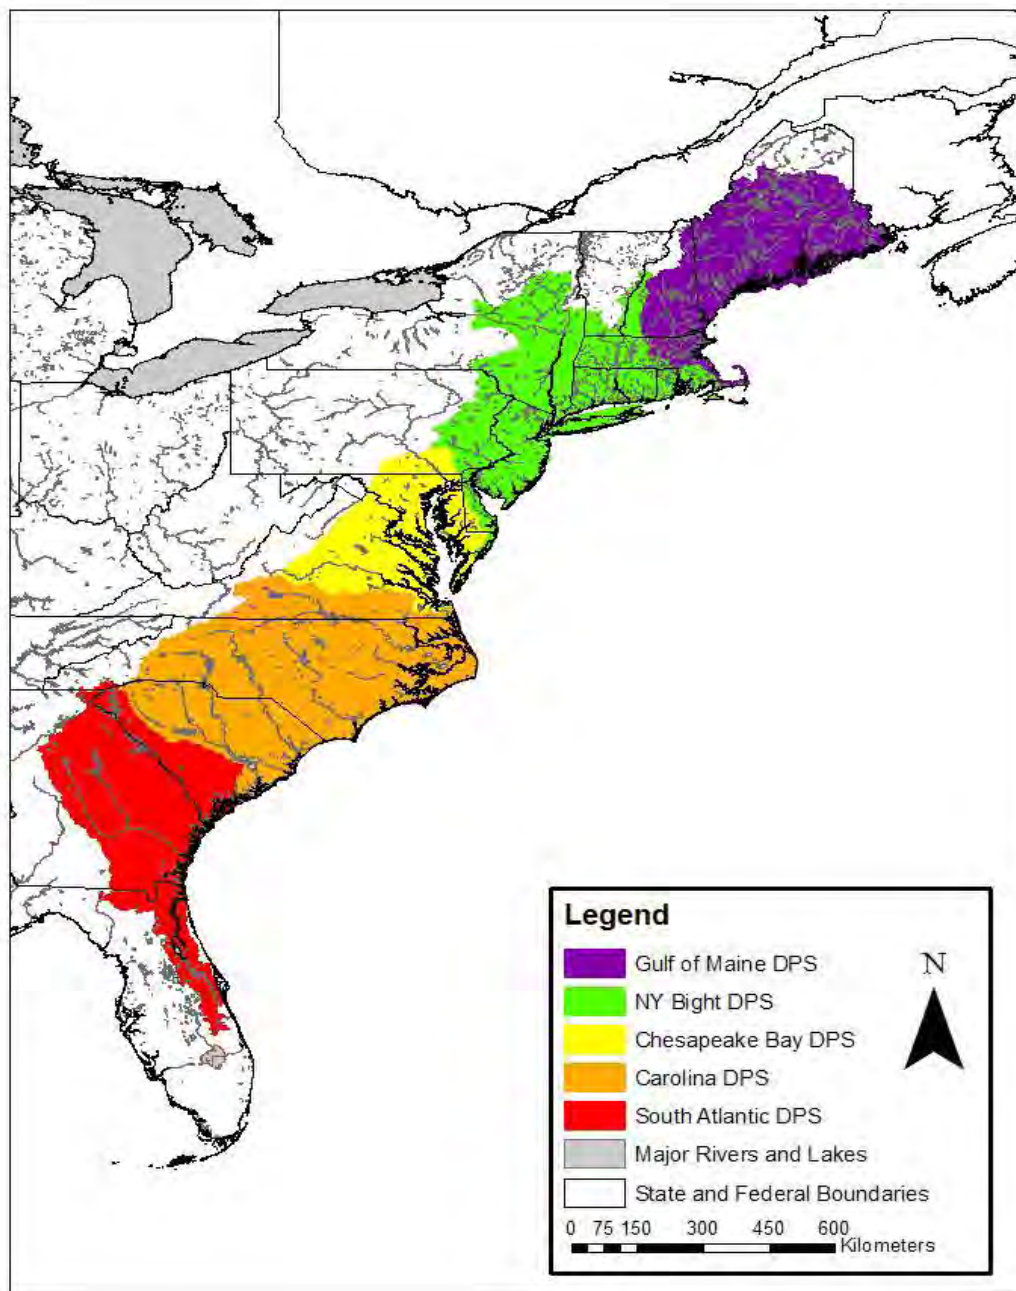 Legend
Gulf of Maine DPS
NY Bight DPS
Chesapeake Bay DPS
Carolina DPS
South Atlantic DPS
Major Rivers and Lakes
State and Federal Boundaries
N
0 75 150 300 450 600
Kilometers